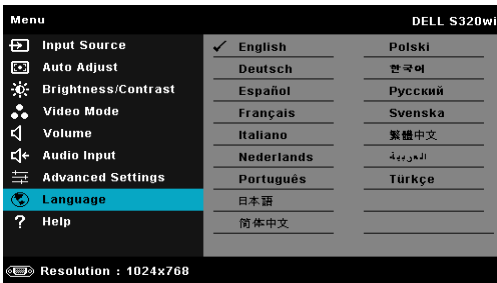 Menu
DELL S320wi
Input Source
Auto Adjust
Brightness/Contrast
Video Mode
Volume
Audio Input
Advanced Settings
Language
Help
English
Deutsch
Español
Français
Italiano
Nederlands
Português
日本語
简体中文
Polski
한국어
Русский
Svenska
繁體中文
العربية
Türkçe
Resolution : 1024x768